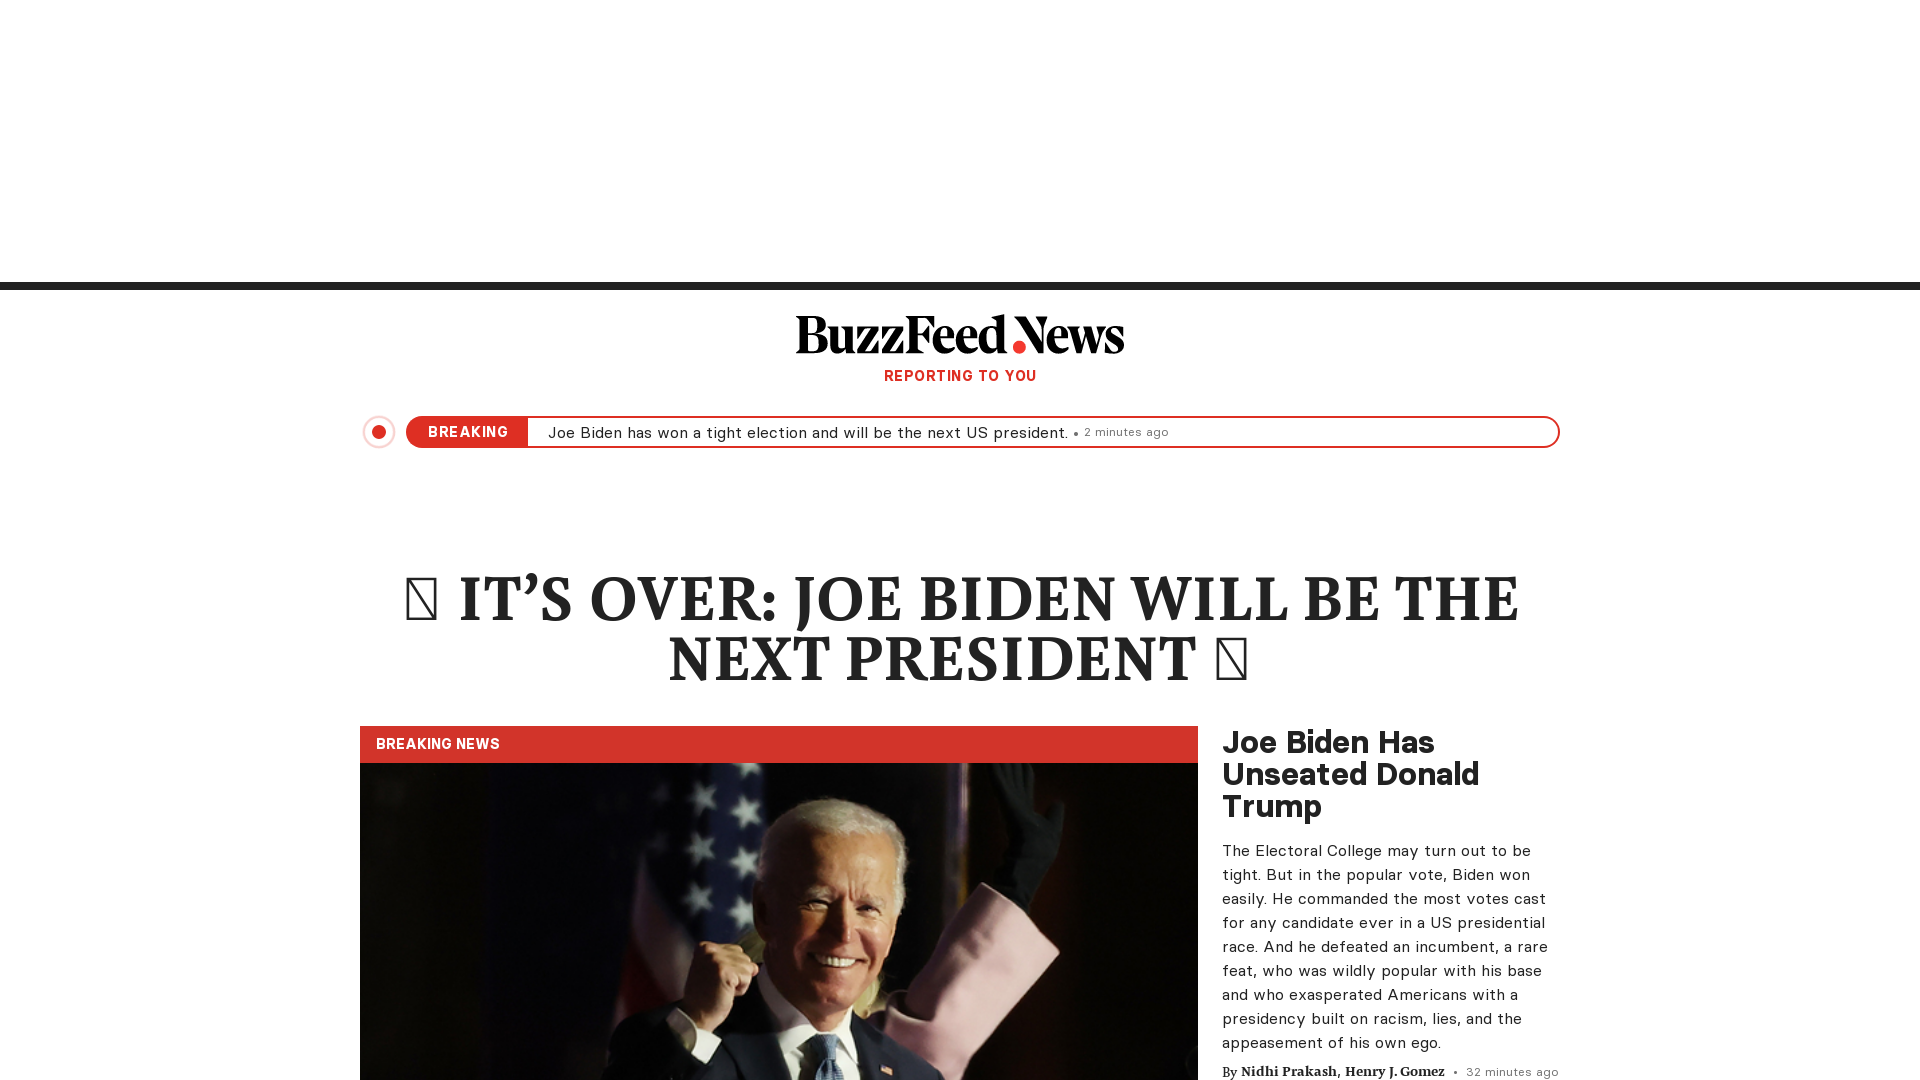 BuzzFeed News
REPORTING TO YOU
BREAKING
Joe Biden has won a tight election and will be the next US president. • 2 minutes ago
IT’S OVER: JOE BIDEN WILL BE THE
NEXT PRESIDENT
BREAKING NEWS
Joe Biden Has
Unseated Donald
Trump
The Electoral College may turn out to be
tight. But in the popular vote, Biden won
easily. He commanded the most votes cast
for any candidate ever in a US presidential
race. And he defeated an incumbent, a rare
feat, who was wildly popular with his base
and who exasperated Americans with a
presidency built on racism, lies, and the
appeasement of his own ego.
By Nidhi Prakash, Henry J. Gomez • 32 minutes ago